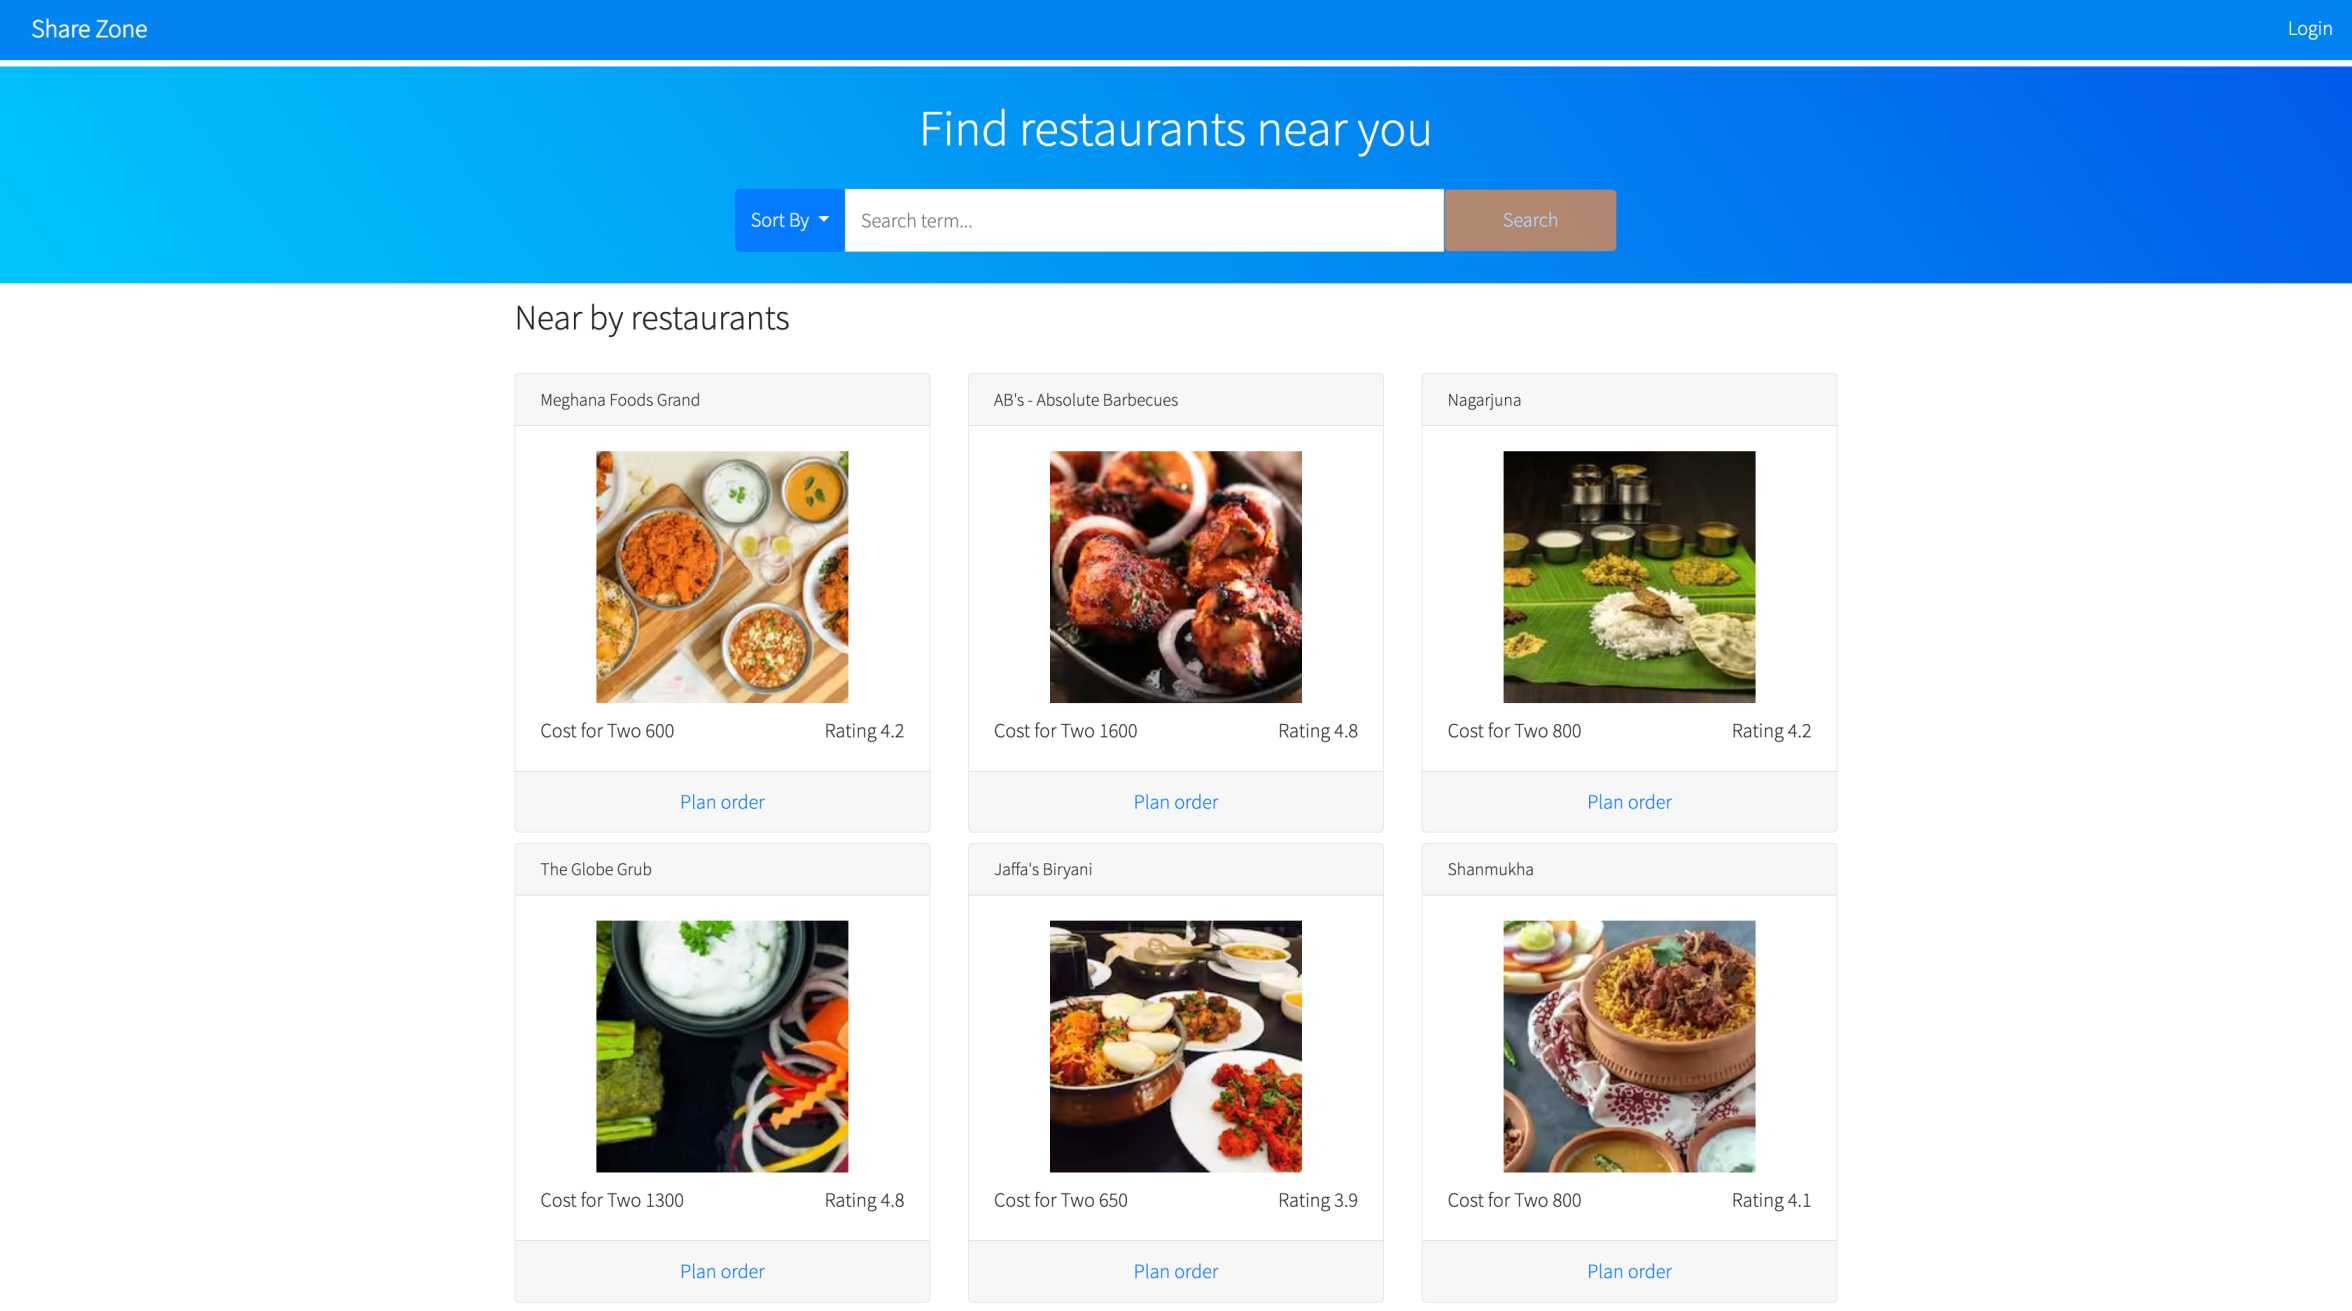 Share Zone
Login
Find restaurants near you
Sort By
Search term...
Search
Near by restaurants
Meghana Foods Grand
AB's - Absolute Barbecues
Nagarjuna
Cost for Two 600
Rating 4.2
Cost for Two 1600
Rating 4.8
Cost for Two 800
Rating 4.2
Plan order
Plan order
Plan order
The Globe Grub
Jaffa's Biryani
Shanmukha
Cost for Two 1300
Rating 4.8
Cost for Two 650
Rating 3.9
Cost for Two 800
Rating 4.1
Plan order
Plan order
Plan order